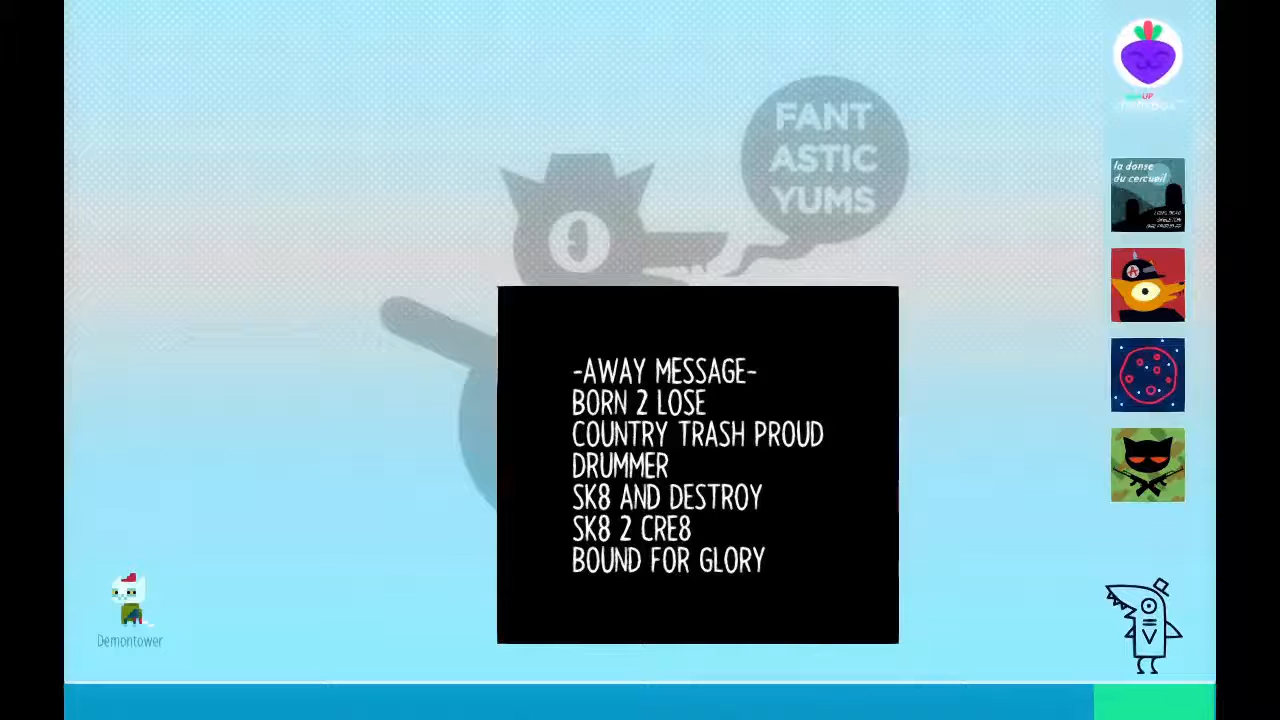 FANT
ASTIC
YUMS
UP
la danse
du cercueil
-AWAY MESSAGE-
BORN 2 LOSE
COUNTRY TRASH PROUD
DRUMMER
SK8 AND DESTROY
SK8 2 CRE8
BOUND FOR GLORY
Demontower